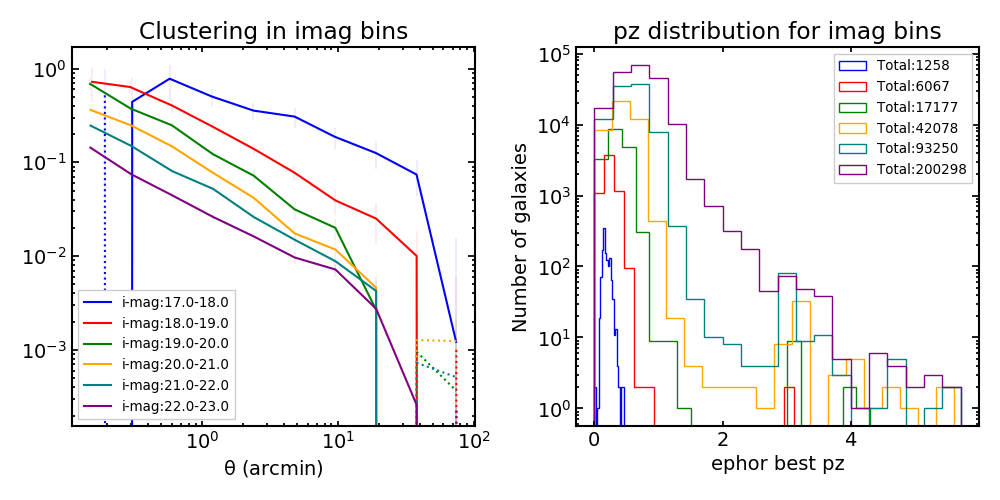 Clustering in imag bins
10⁰
10⁻¹
10⁻²
10⁻³
i-mag:17.0-18.0
i-mag:18.0-19.0
i-mag:19.0-20.0
i-mag:20.0-21.0
i-mag:21.0-22.0
i-mag:22.0-23.0
10⁰ 10¹ 10²
θ (arcmin)
pz distribution for imag bins
Number of galaxies
10⁵
10⁴
10³
10²
10¹
10⁰
Total:1258
Total:6067
Total:17177
Total:42078
Total:93250
Total:200298
0 2 4
ephor best pz